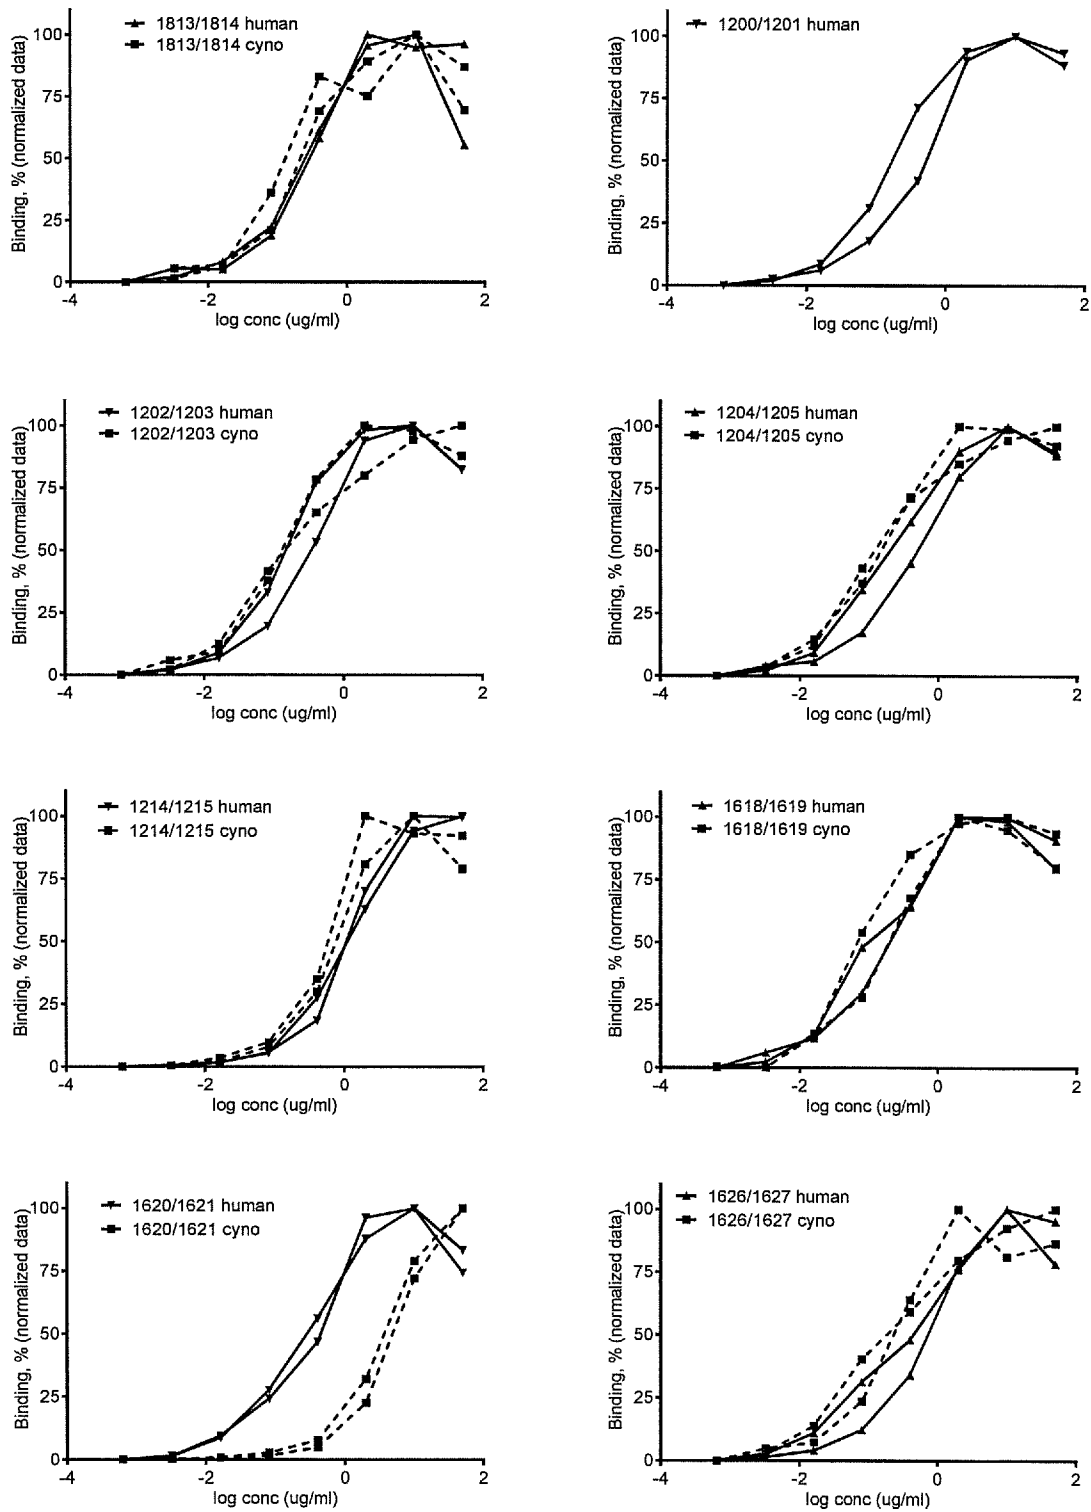 1813/1814 human
1813/1814 cyno
Binding, % (normalized data)
100
75
50
25
0
-4
-2
0
2
log conc (ug/ml)
1200/1201 human
Binding, % (normalized data)
100
75
50
25
0
-4
-2
0
2
log conc (ug/ml)
1202/1203 human
1202/1203 cyno
Binding, % (normalized data)
100
75
50
25
0
-4
-2
0
2
log conc (ug/ml)
1204/1205 human
1204/1205 cyno
Binding, % (normalized data)
100
75
50
25
0
-4
-2
0
2
log conc (ug/ml)
1214/1215 human
1214/1215 cyno
Binding, % (normalized data)
100
75
50
25
0
-4
-2
0
2
log conc (ug/ml)
1618/1619 human
1618/1619 cyno
Binding, % (normalized data)
100
75
50
25
0
-4
-2
0
2
log conc (ug/ml)
1620/1621 human
1620/1621 cyno
Binding, % (normalized data)
100
75
50
25
0
-4
-2
0
2
log conc (ug/ml)
1626/1627 human
1626/1627 cyno
Binding, % (normalized data)
100
75
50
25
0
-4
-2
0
2
log conc (ug/ml)